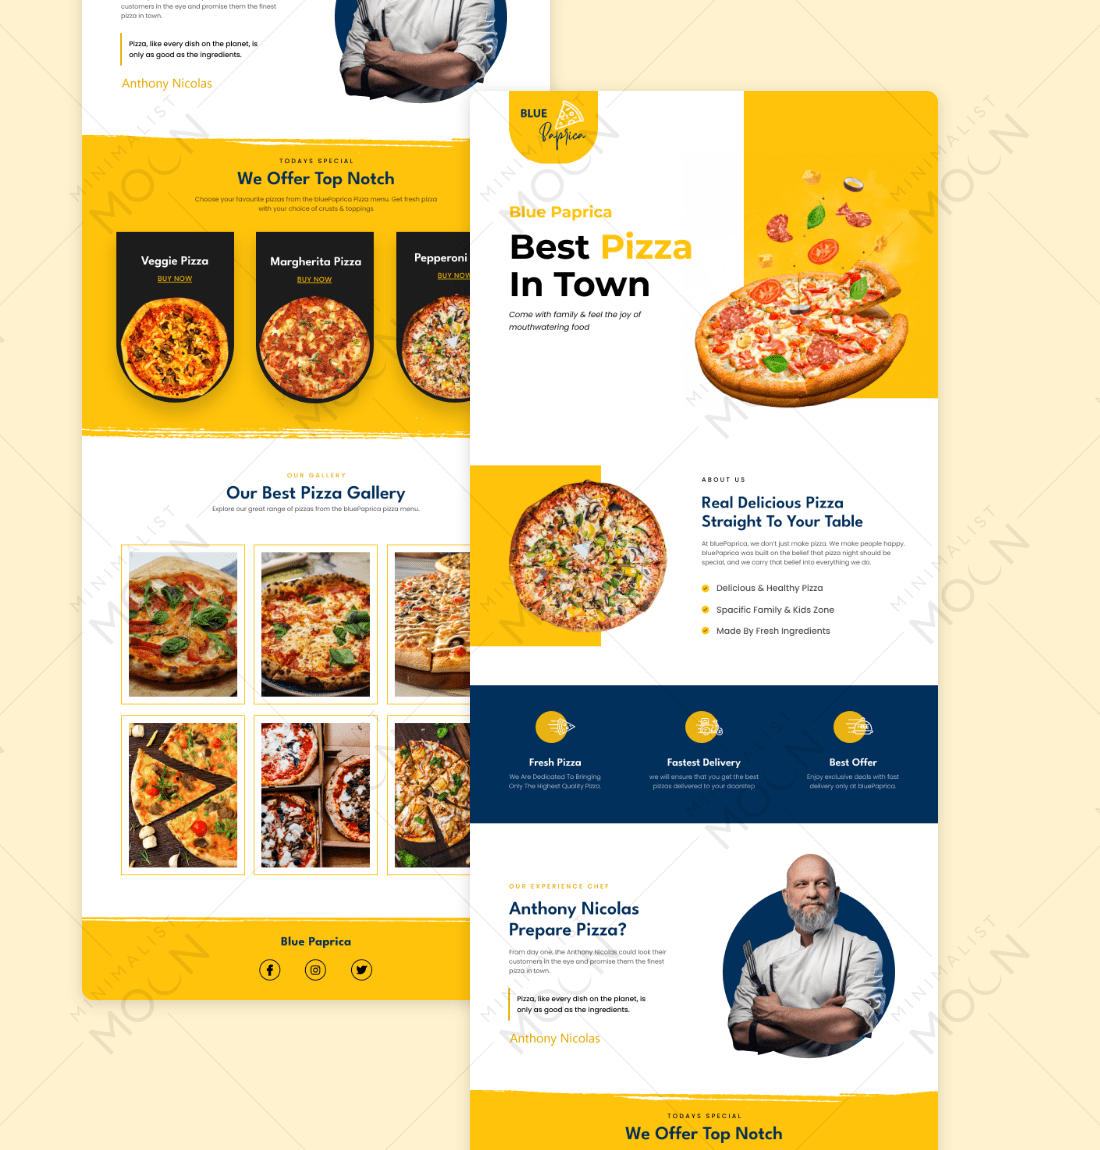 customers in the eye and promise them the finest
pizza in town.
Pizza, like every dish on the planet, is
only as good as the ingredients.
Anthony Nicolas
TODAYS SPECIAL
We Offer Top Notch
Choose your favourite pizzas from the bluePaprica Pizza menu. Get fresh pizza
with your choice of crusts & toppings
Veggie Pizza
BUY NOW
Margherita Pizza
BUY NOW
Pepperoni
BUY NOW
OUR GALLERY
Our Best Pizza Gallery
Explore our great range of pizzas from the bluePaprica pizza menu.
Blue Paprica
BLUE
Paprica
Blue Paprica
Best Pizza
In Town
Come with family & feel the joy of
mouthwatering food
ABOUT US
Real Delicious Pizza
Straight To Your Table
At bluePaprica, we don't just make pizza. We make people happy.
bluePaprica was built on the belief that pizza night should be
special, and we carry that belief into everything we do.
Delicious & Healthy Pizza
Spacific Family & Kids Zone
Made By Fresh Ingredients
Fresh Pizza
We Are Dedicated To Bringing
Only The Highest Quality Pizza.
Fastest Delivery
we will ensure that you get the best
pizzas delivered to your doorstep
Best Offer
Enjoy exclusive deals with fast
delivery only at bluePaprica.
OUR EXPERIENCE CHEF
Anthony Nicolas
Prepare Pizza?
From day one, the Anthony Nicolas could look their
customers in the eye and promise them the finest
pizza in town.
Pizza, like every dish on the planet, is
only as good as the ingredients.
Anthony Nicolas
TODAYS SPECIAL
We Offer Top Notch
MINIMALIST
MOON